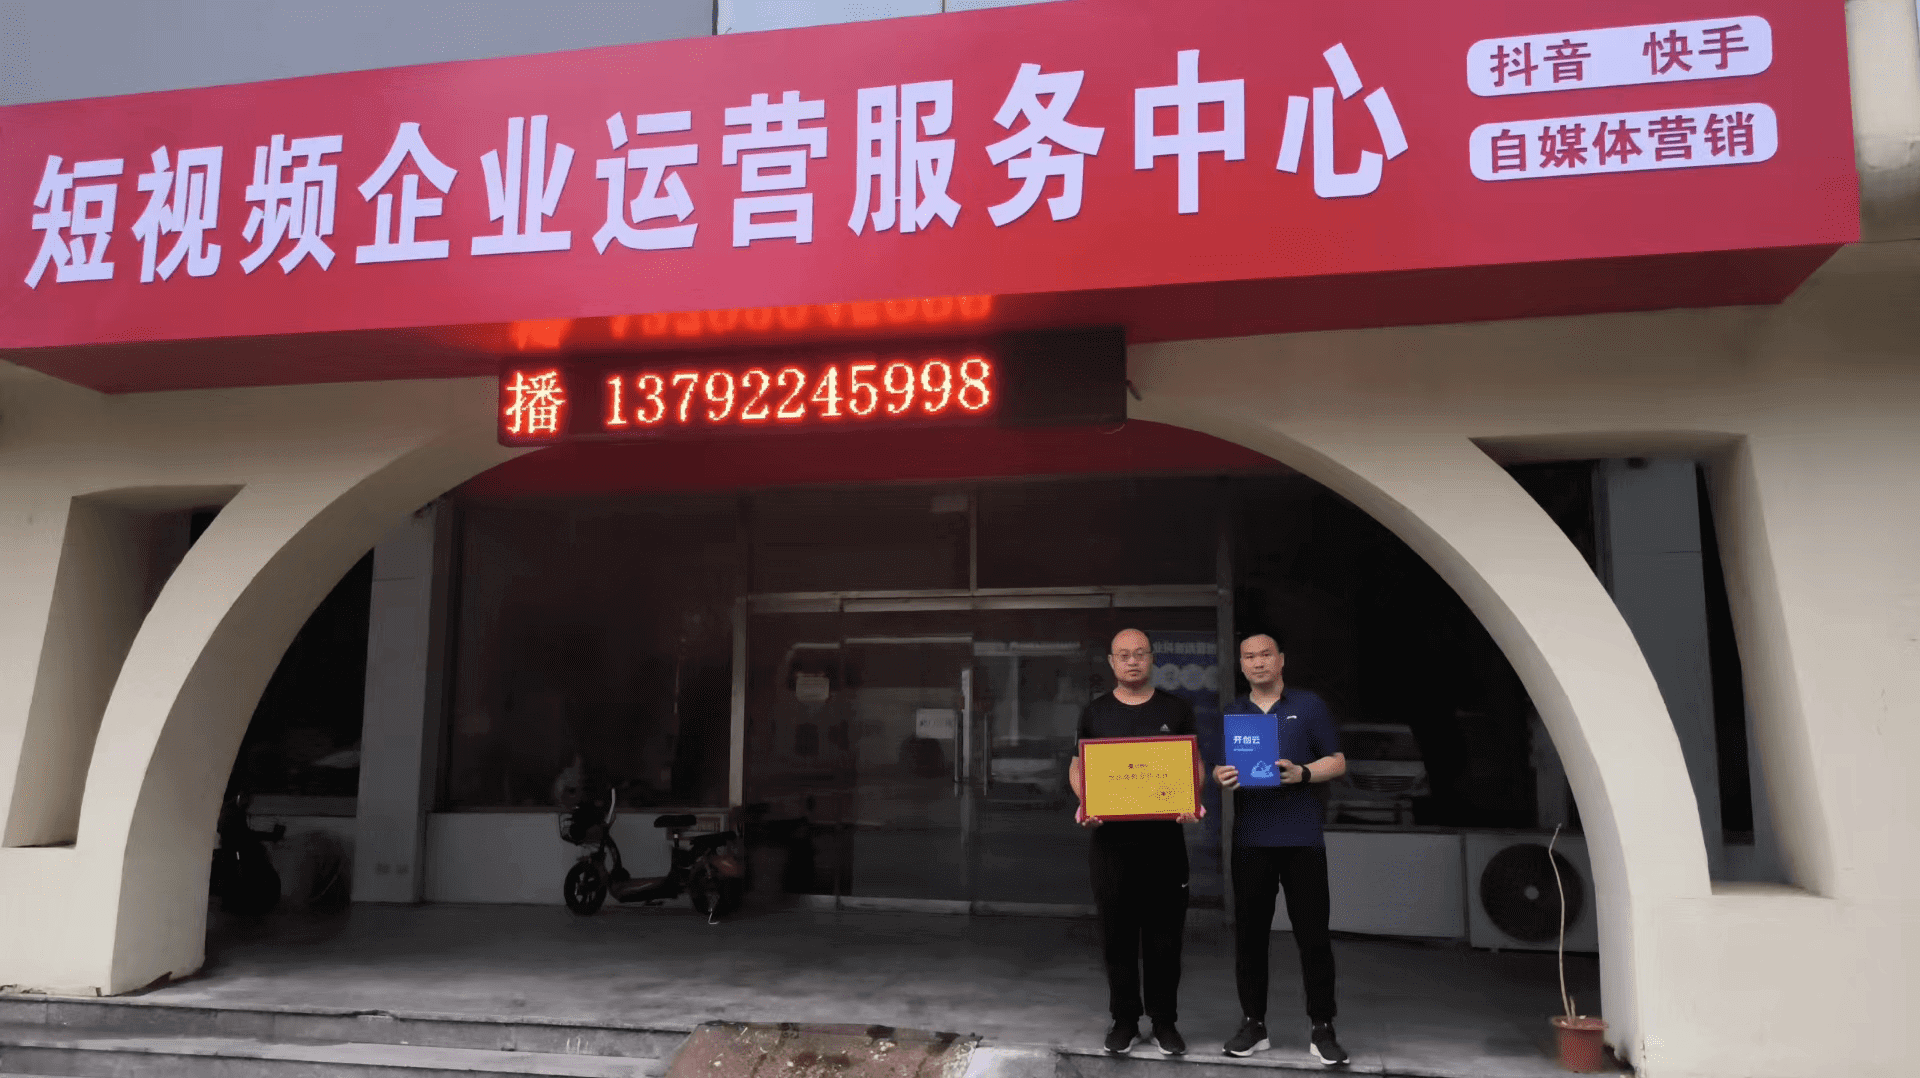 短视频企业运营服务中心
抖音 快手
自媒体营销
播 13792245998
开创云